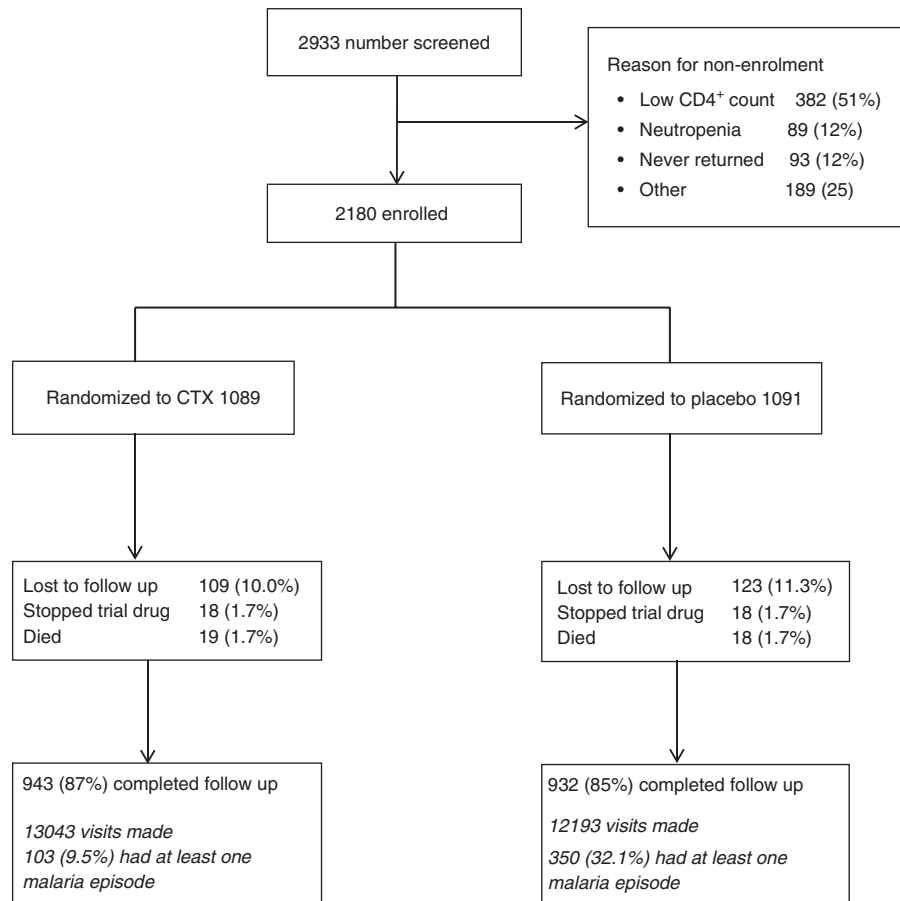 2933 number screened
Reason for non-enrolment
• Low CD4⁺ count 382 (51%)
• Neutropenia 89 (12%)
• Never returned 93 (12%)
• Other 189 (25)
2180 enrolled
Randomized to CTX 1089
Randomized to placebo 1091
Lost to follow up 109 (10.0%)
Stopped trial drug 18 (1.7%)
Died 19 (1.7%)
Lost to follow up 123 (11.3%)
Stopped trial drug 18 (1.7%)
Died 18 (1.7%)
943 (87%) completed follow up
13043 visits made
103 (9.5%) had at least one
malaria episode
932 (85%) completed follow up
12193 visits made
350 (32.1%) had at least one
malaria episode